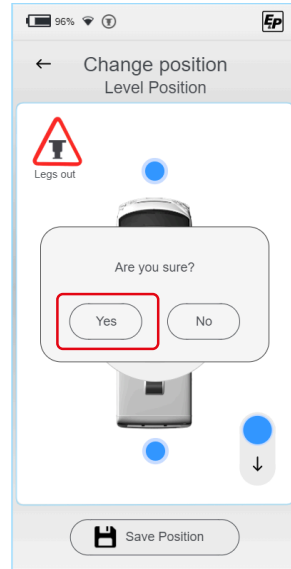 96%
EP
Change position
Level Position
Legs out
Are you sure?
Yes
No
Save Position